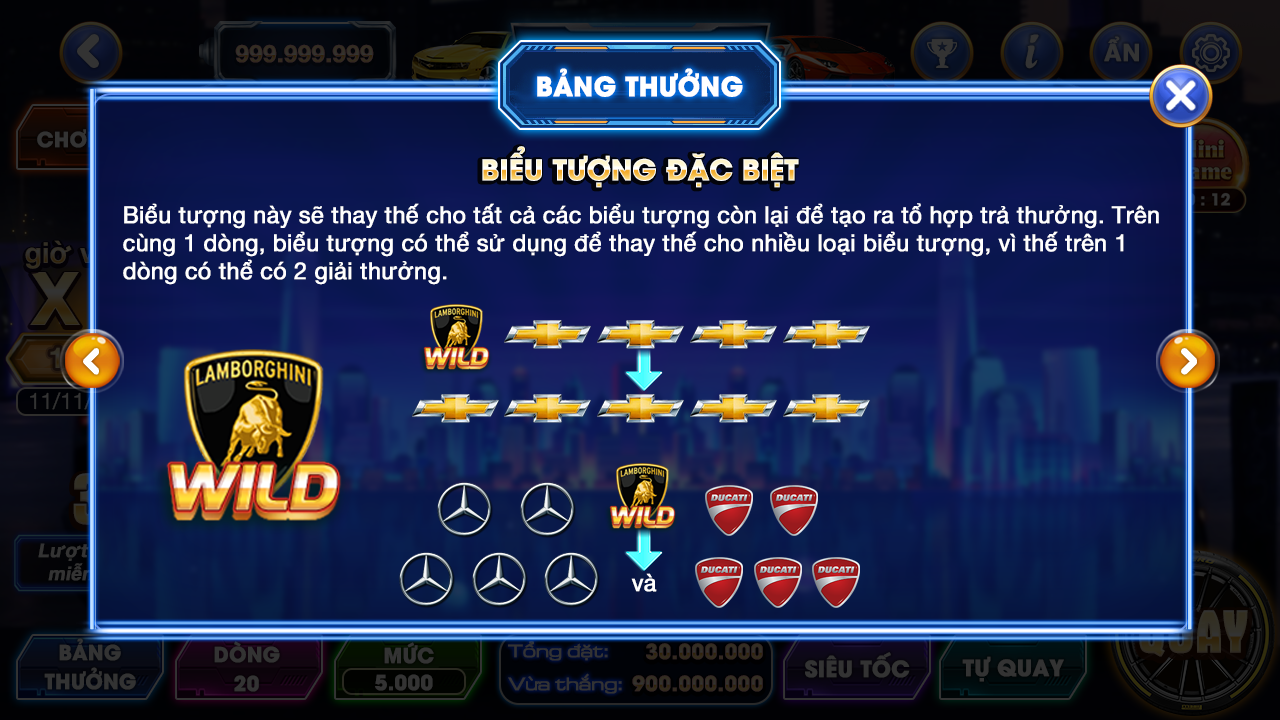 999.999.999
ẨN
BẢNG THƯỞNG
BIỂU TƯỢNG ĐẶC BIỆT
Biểu tượng này sẽ thay thế cho tất cả các biểu tượng còn lại để tạo ra tổ hợp trả thưởng. Trên
cùng 1 dòng, biểu tượng có thể sử dụng để thay thế cho nhiều loại biểu tượng, vì thế trên 1
dòng có thể có 2 giải thưởng.
giờ
X
11/11/
: 12
LAMBORGHINI
WILD
LAMBORGHINI
WILD
LAMBORGHINI
WILD
DUCATI
DUCATI
và
DUCATI
DUCATI
DUCATI
Lượt
BẢNG
THƯỞNG
DÒNG
20
MỨC
5.000
Tổng đặt: 30.000.000
Vừa thắng: 900.000.000
SIÊU TỐC
TỰ QUAY
QUAY